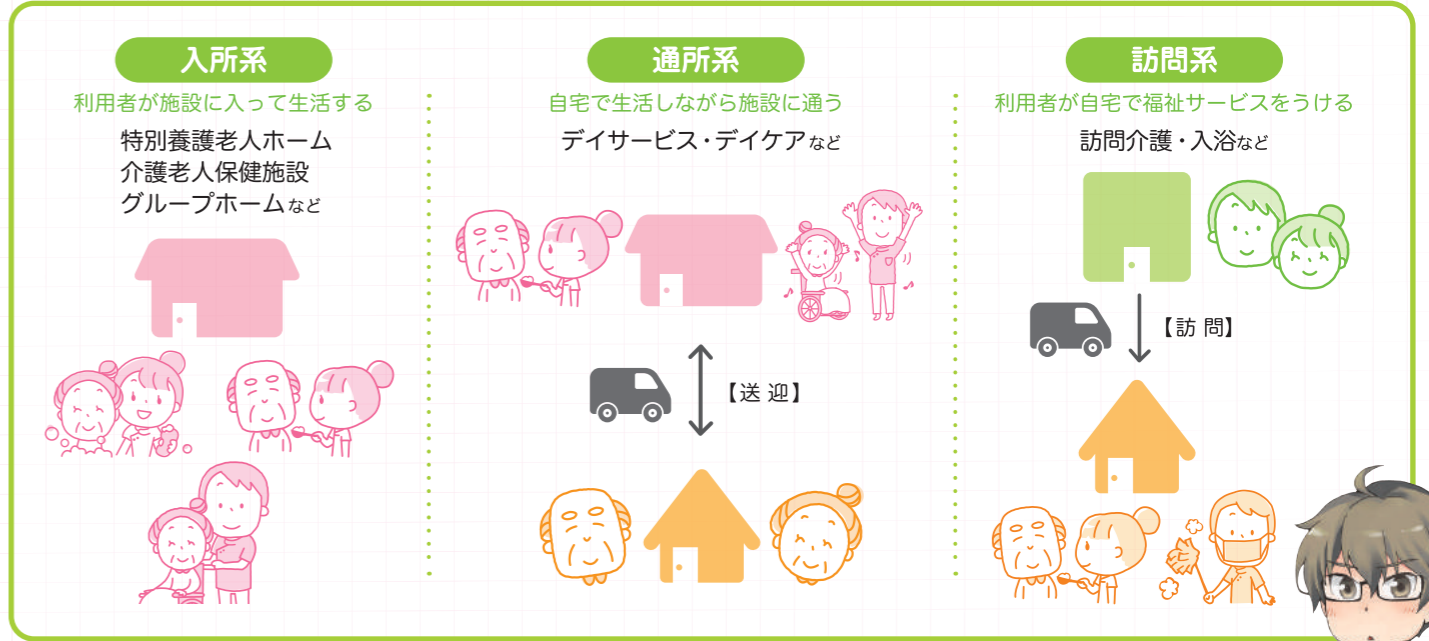 入所系
利用者が施設に入って生活する
特別養護老人ホーム
介護老人保健施設
グループホームなど
通所系
自宅で生活しながら施設に通う
デイサービス・デイケアなど
【送 迎】
訪問系
利用者が自宅で福祉サービスをうける
訪問介護・入浴など
【訪 問】